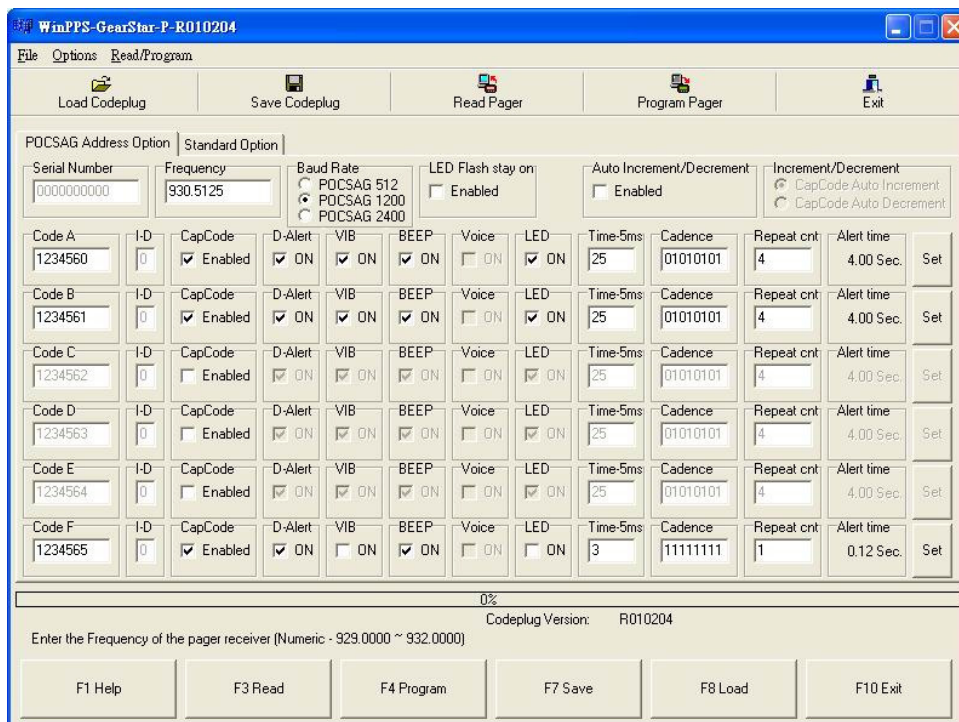 WinPPS-GearStar-P-R010204
File Options Read/Program
Load Codeplug Save Codeplug Read Pager Program Pager Exit
POCSAG Address Option Standard Option
Serial Number Frequency Baud Rate LED Flash stay on Auto Increment/Decrement Increment/Decrement
0000000000 930.5125 POCSAG 512 Enabled Enabled CapCode Auto Increment
POCSAG 1200
POCSAG 2400 CapCode Auto Decrement
Code A I-D CapCode D-Alert VIB BEEP Voice LED Time-5ms Cadence Repeat cnt Alert time
1234560 0 Enabled ON ON ON ON ON 25 01010101 4 4.00 Sec. Set
Code B I-D CapCode D-Alert VIB BEEP Voice LED Time-5ms Cadence Repeat cnt Alert time
1234561 0 Enabled ON ON ON ON ON 25 01010101 4 4.00 Sec. Set
Code C I-D CapCode D-Alert VIB BEEP Voice LED Time-5ms Cadence Repeat cnt Alert time
1234562 0 Enabled ON ON ON ON ON 25 01010101 4 4.00 Sec. Set
Code D I-D CapCode D-Alert VIB BEEP Voice LED Time-5ms Cadence Repeat cnt Alert time
1234563 0 Enabled ON ON ON ON ON 25 01010101 4 4.00 Sec. Set
Code E I-D CapCode D-Alert VIB BEEP Voice LED Time-5ms Cadence Repeat cnt Alert time
1234564 0 Enabled ON ON ON ON ON 25 01010101 4 4.00 Sec. Set
Code F I-D CapCode D-Alert VIB BEEP Voice LED Time-5ms Cadence Repeat cnt Alert time
1234565 0 Enabled ON ON ON ON ON 3 11111111 1 0.12 Sec. Set
0%
Codeplug Version: R010204
Enter the Frequency of the pager receiver (Numeric - 929.0000 ~ 932.0000)
F1 Help F3 Read F4 Program F7 Save F8 Load F10 Exit